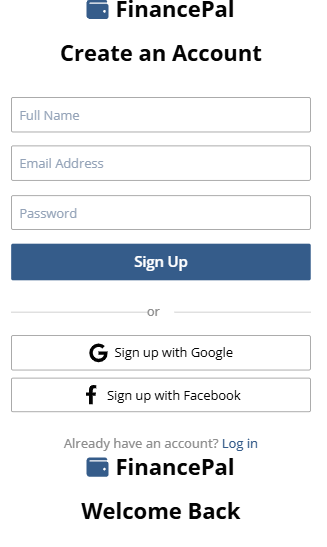 FinancePal
Create an Account
Full Name
Email Address
Password
Sign Up
or
Sign up with Google
Sign up with Facebook
Already have an account? Log in
FinancePal
Welcome Back